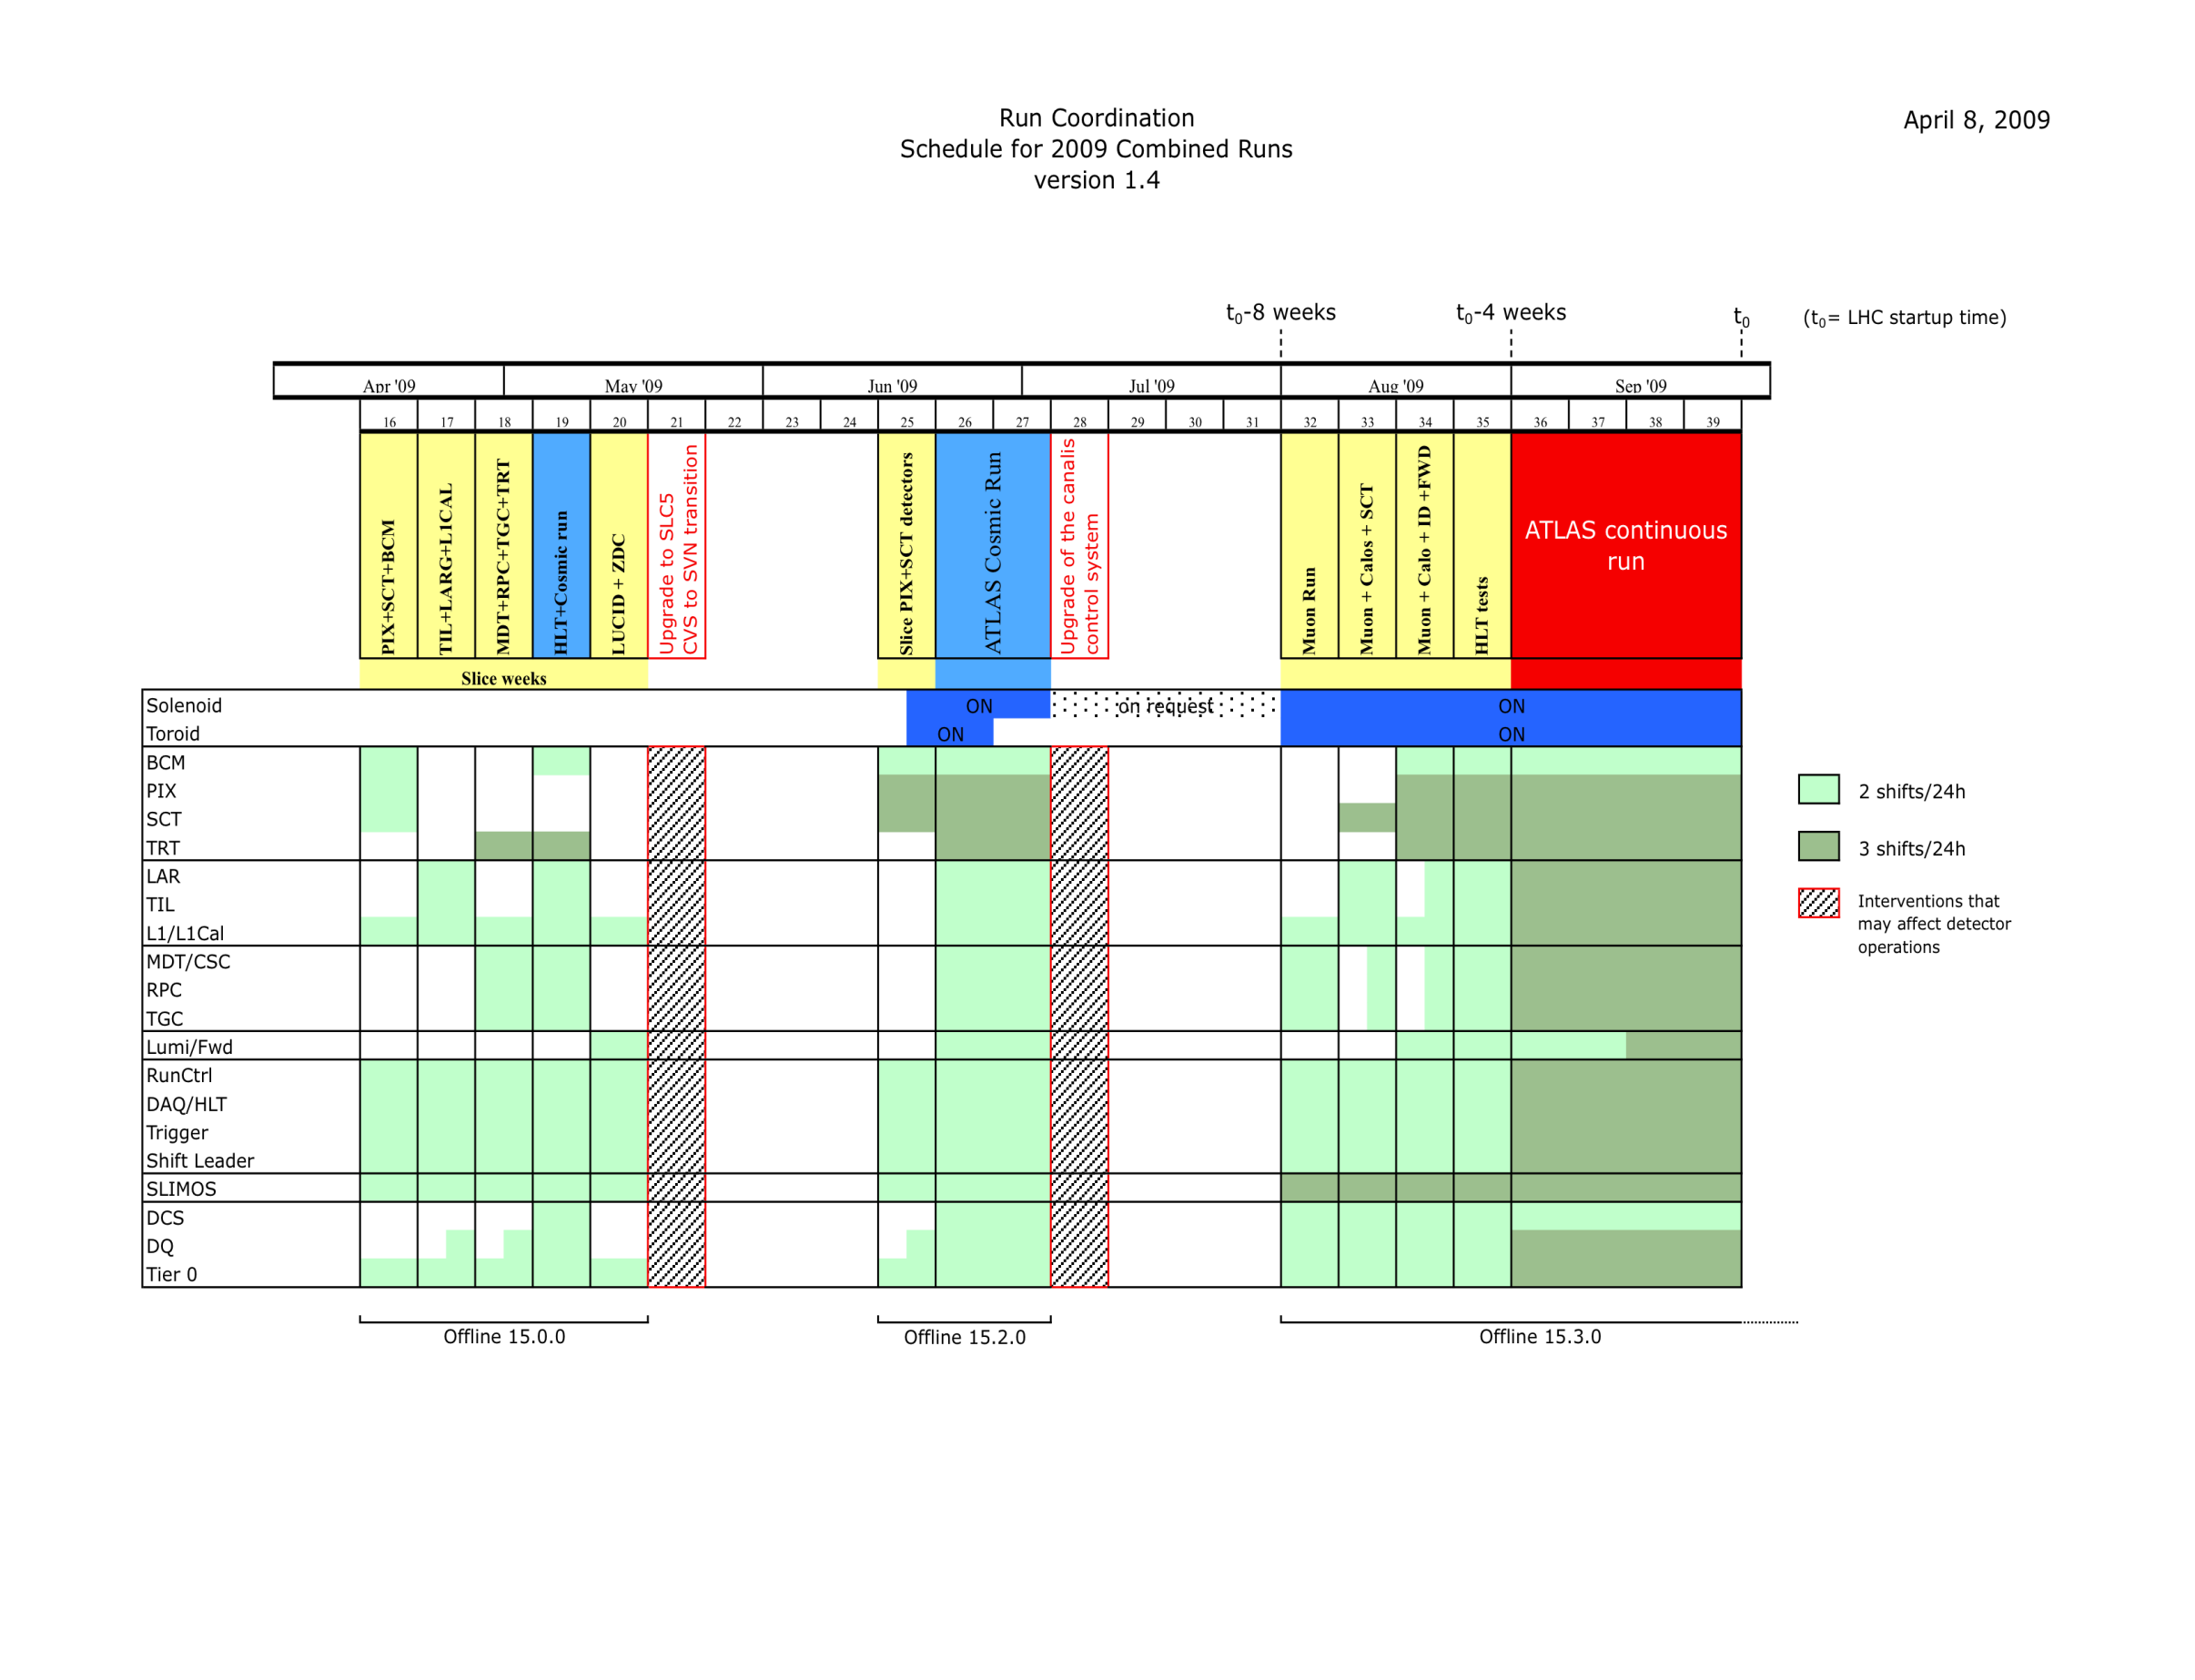 Run Coordination
Schedule for 2009 Combined Runs
version 1.4
April 8, 2009
t0-8 weeks
t0-4 weeks
t0
(t0= LHC startup time)
Apr '09
May '09
Jun '09
Jul '09
Aug '09
Sep '09
16 17 18 19 20 21 22 23 24 25 26 27 28 29 30 31 32 33 34 35 36 37 38 39
PIX+SCT+BCM
TIL+LARG+L1CAL
MDT+RPC+TGC+TRT
HLT+Cosmic run
LUCID + ZDC
Upgrade to SLC5
CVS to SVN transition
Slice PIX+SCT detectors
ATLAS Cosmic Run
Upgrade of the canalis
control system
Muon Run
Muon + Calos + SCT
Muon + Calo + ID +FWD
HLT tests
ATLAS continuous
run
Slice weeks
Solenoid
ON
on request
ON
Toroid
ON
ON
BCM
PIX
SCT
TRT
LAR
TIL
L1/L1Cal
MDT/CSC
RPC
TGC
Lumi/Fwd
RunCtrl
DAQ/HLT
Trigger
Shift Leader
SLIMOS
DCS
DQ
Tier 0
2 shifts/24h
3 shifts/24h
Interventions that
may affect detector
operations
Offline 15.0.0
Offline 15.2.0
Offline 15.3.0